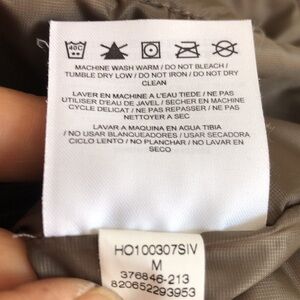 40C
MACHINE WASH WARM / DO NOT BLEACH /
TUMBLE DRY LOW / DO NOT IRON / DO NOT DRY
CLEAN
LAVER EN MACHINE A L'EAU TIEDE / NE PAS
UTILISER D'EAU DE JAVEL / SECHER EN MACHINE
CYCLE DELICAT / NE PAS REPASSER / NE PAS
NETTOYER A SEC
LAVAR A MAQUINA EN AGUA TIBIA
/ NO USAR BLANQUEADORES / USAR SECADORA
CICLO LENTO / NO PLANCHAR / NO LAVAR EN
SECO
HO100307SIV
M
376846-213
820652293953